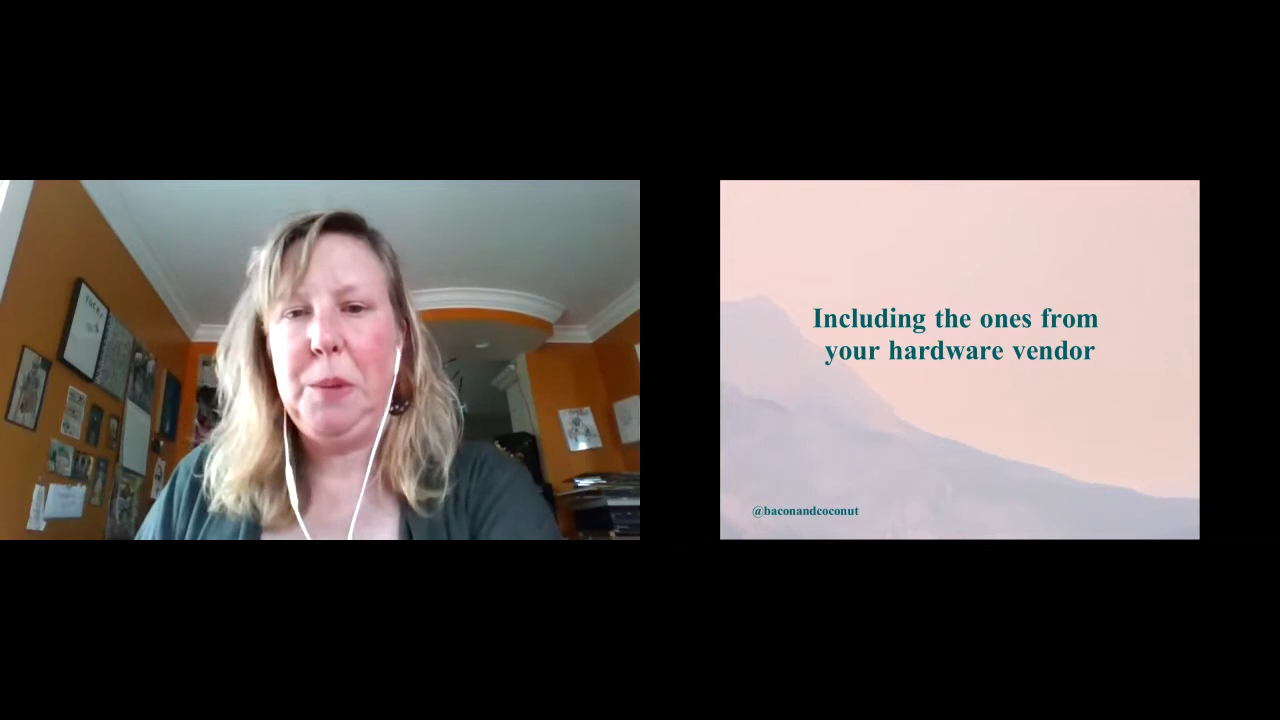 Including the ones from
your hardware vendor
@baconandcoconut